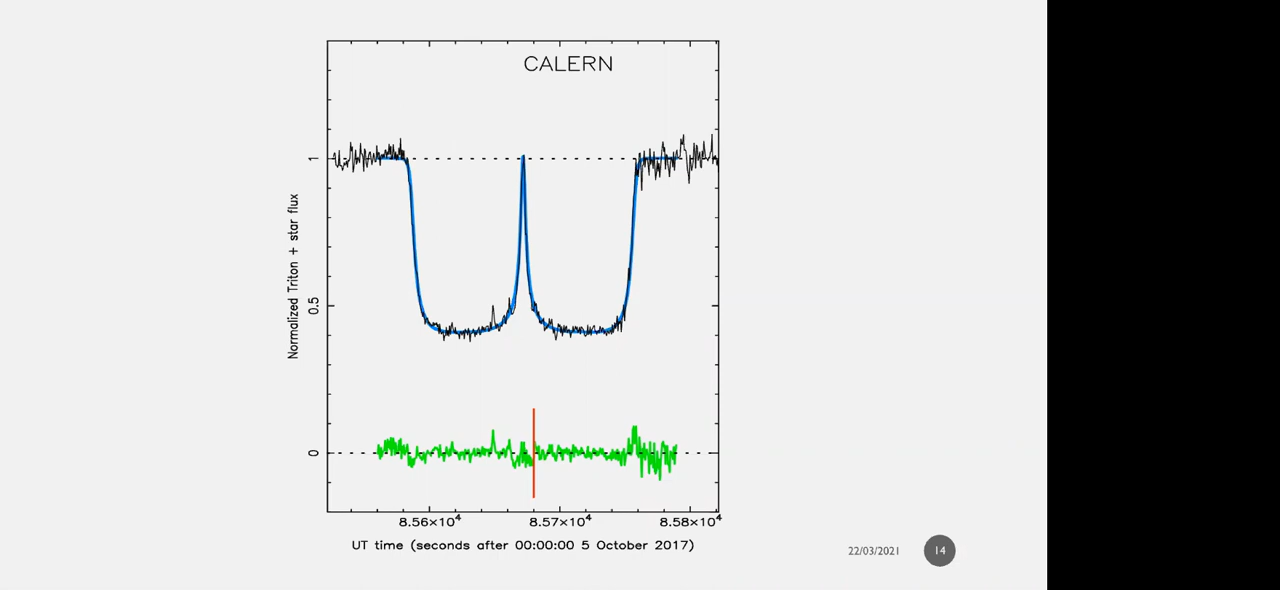 CALERN
1
0.5
0
Normalized Triton + star flux
8.56×10⁴ 8.57×10⁴ 8.58×10⁴
UT time (seconds after 00:00:00 5 October 2017)
22/03/2021 14